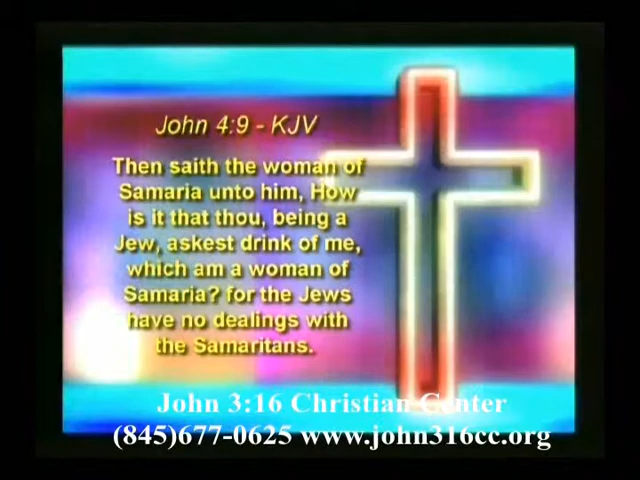 John 4:9 - KJV
Then saith the woman of
Samaria unto him, How
is it that thou, being a
Jew, askest drink of me,
which am a woman of
Samaria? for the Jews
have no dealings with
the Samaritans.
John 3:16 Christian Center
(845)677-0625 www.john316cc.org